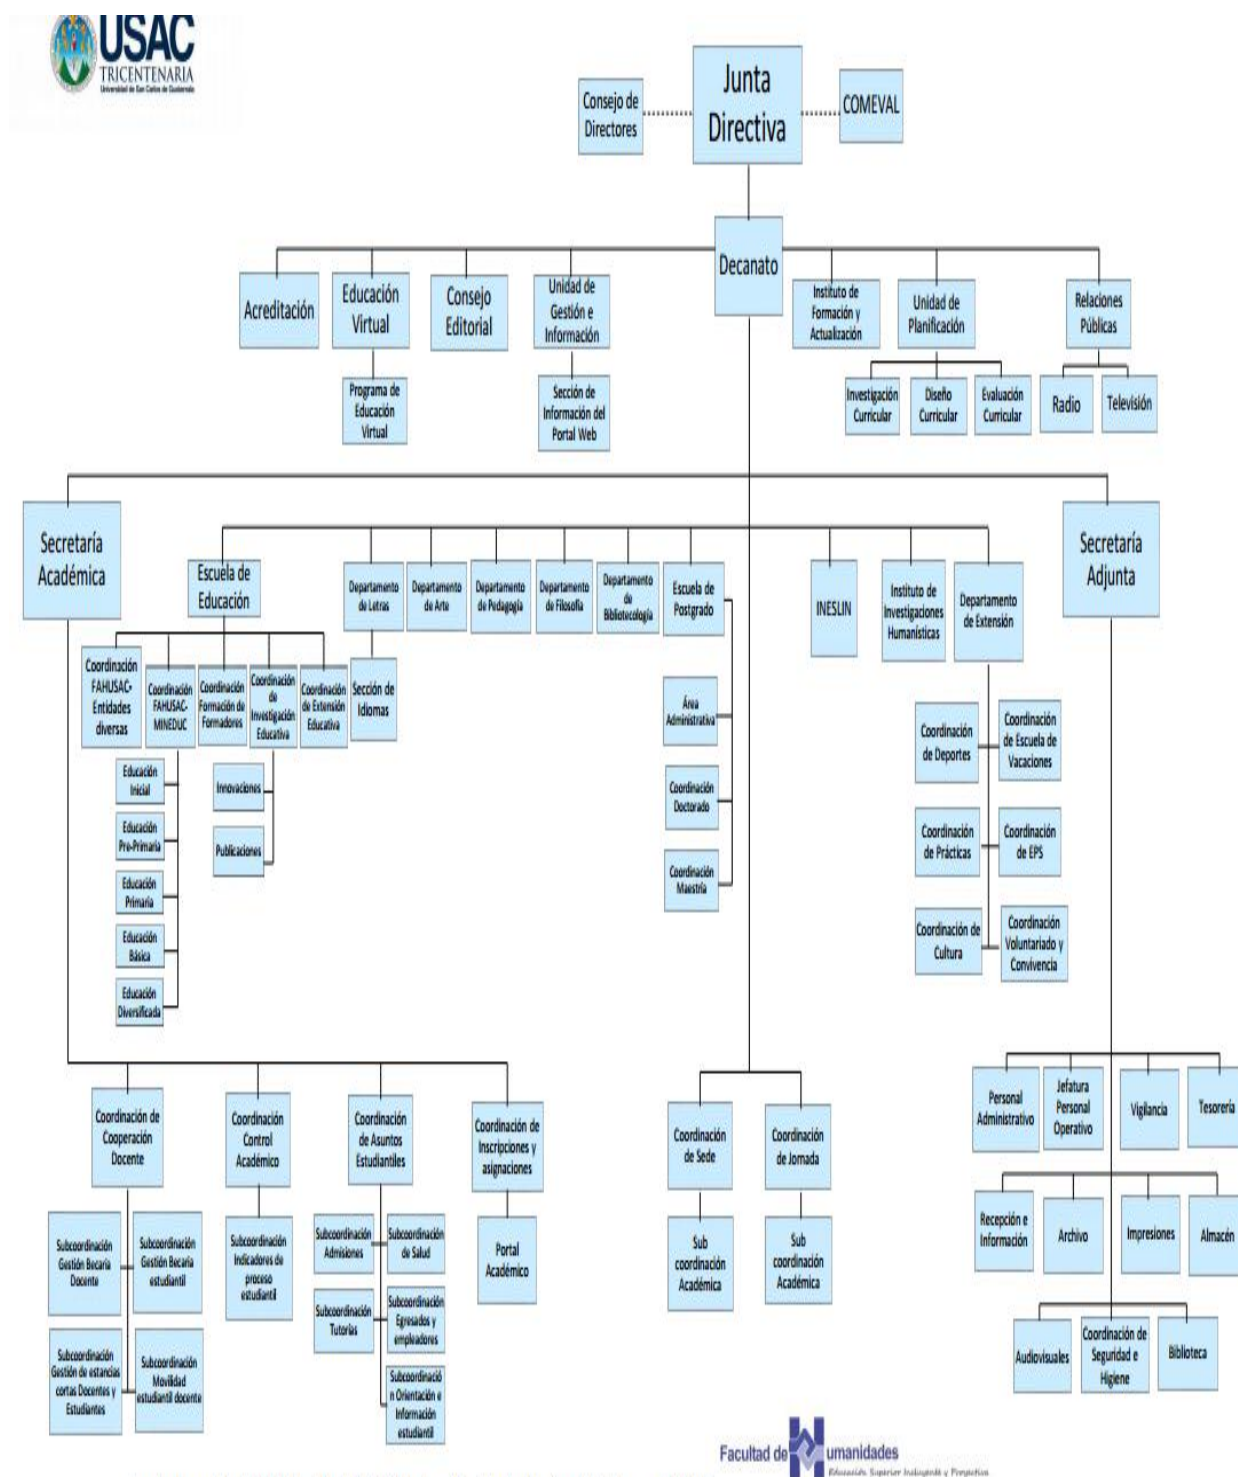 USAC
TRICENTENARIA
Universidad de San Carlos de Guatemala
Consejo de
Directores
Junta
Directiva
COMEVAL
Decanato
Acreditación
Educación
Virtual
Consejo
Editorial
Unidad de
Gestión e
Información
Instituto de
Formación y
Actualización
Unidad de
Planificación
Relaciones
Públicas
Programa de
Educación
Virtual
Sección de
Información del
Portal Web
Investigación
Curricular
Diseño
Curricular
Evaluación
Curricular
Radio
Televisión
Secretaría
Académica
Escuela de
Educación
Departamento
de Letras
Departamento
de Arte
Departamento
de Pedagogía
Departamento
de Filosofía
Departamento
de
Bibliotecología
Escuela de
Postgrado
INESLIN
Instituto de
Investigaciones
Humanísticas
Departamento
de Extensión
Secretaría
Adjunta
Coordinación
FAHUSAC-
Entidades
diversas
Coordinación
FAHUSAC-
MINEDUC
Coordinación
Formación de
Formadores
Coordinación
de
Investigación
Educativa
Coordinación
de Extensión
Educativa
Sección de
Idiomas
Educación
Inicial
Educación
Pre-Primaria
Educación
Primaria
Educación
Básica
Educación
Diversificada
Innovaciones
Publicaciones
Área
Administrativa
Coordinación
Doctorado
Coordinación
Maestría
Coordinación
de Deportes
Coordinación
de Escuela de
Vacaciones
Coordinación
de Prácticas
Coordinación
de EPS
Coordinación de
Cultura
Coordinación
Voluntariado y
Convivencia
Coordinación de
Cooperación
Docente
Coordinación
Control
Académico
Coordinación
de Asuntos
Estudiantiles
Coordinación de
Inscripciones y
asignaciones
Coordinación
de Sede
Coordinación
de Jornada
Personal
Administrativo
Jefatura
Personal
Operativo
Vigilancia
Tesorería
Subcoordinación
Gestión Becaria
Docente
Subcoordinación
Gestión Becaria
estudiantil
Subcoordinación
Indicadores de
proceso
estudiantil
Subcoordinación
Admisiones
Subcoordinación
de Salud
Portal
Académico
Sub
coordinación
Académica
Sub
coordinación
Académica
Recepción e
Información
Archivo
Impresiones
Almacén
Subcoordinación
Gestión de estancias
cortas Docentes y
Estudiantes
Subcoordinación
Movilidad
estudiantil docente
Subcoordinación
Tutorías
Subcoordinación
Egresados y
empleadores
Subcoordinació
n Orientación e
Información
estudiantil
Audiovisuales
Coordinación de
Seguridad e
Higiene
Biblioteca
Facultad de Humanidades
Educación Superior Incluyente y Proyectiva